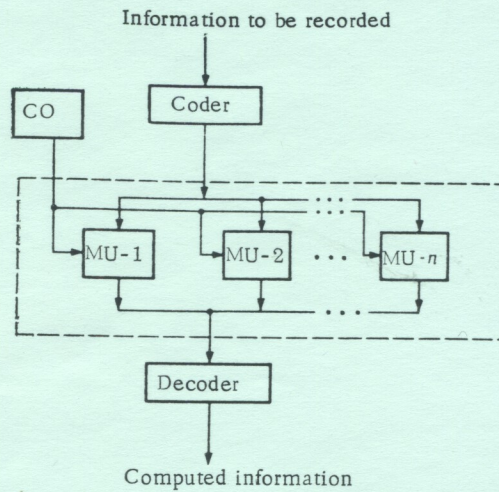 Information to be recorded
CO
Coder
MU-1
MU-2
...
MU-n
Decoder
Computed information